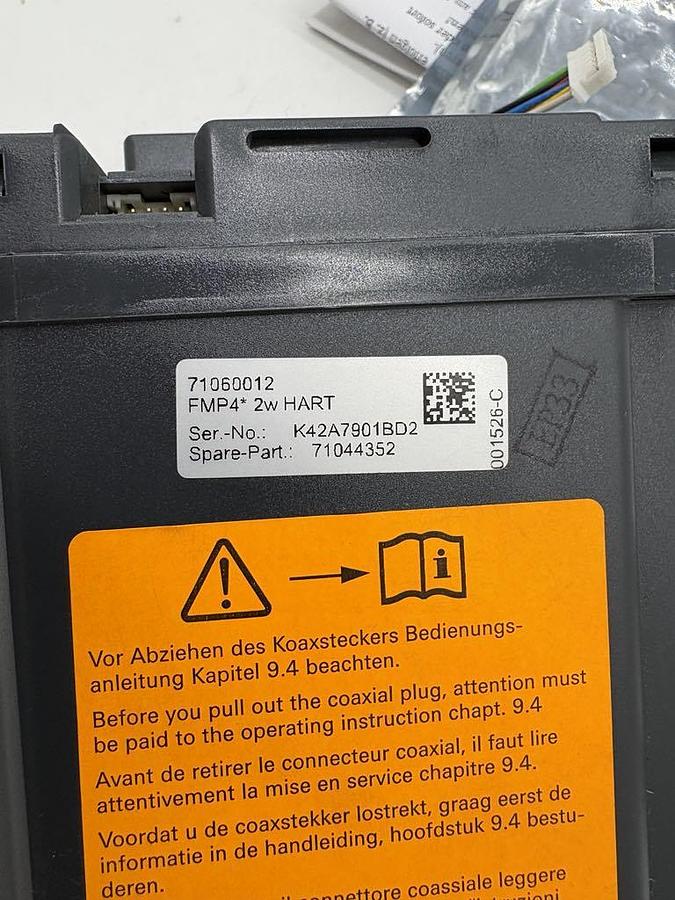 71060012
FMP4* 2w HART
Ser.-No.: K42A7901BD2
Spare-Part.: 71044352
001526-C
i
Vor Abziehen des Koaxsteckers Bedienungs-
anleitung Kapitel 9.4 beachten.
Before you pull out the coaxial plug, attention must
be paid to the operating instruction chapt. 9.4
Avant de retirer le connecteur coaxial, il faut lire
attentivement la mise en service chapitre 9.4.
Voordat u de coaxstekker lostrekt, graag eerst de
informatie in de handleiding, hoofdstuk 9.4 bestu-
deren.
connettore coassiale leggere